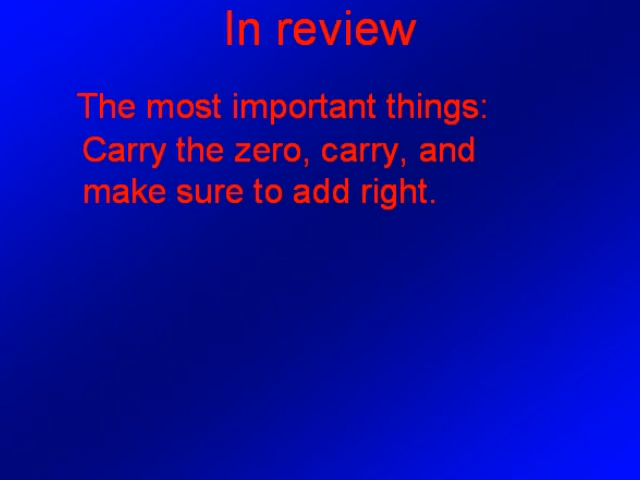 In review
The most important things:
Carry the zero, carry, and
make sure to add right.